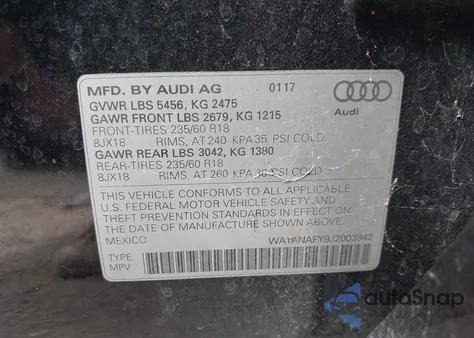 MFD. BY AUDI AG 0117
GVWR LBS 5456, KG 2475
GAWR FRONT LBS 2679, KG 1215
FRONT-TIRES 235/60 R18
8JX18 RIMS, AT 240 KPA 35 PSI COLD
GAWR REAR LBS 3042, KG 1380
REAR-TIRES 235/60 R18
8JX18 RIMS, AT 260 KPA 38 PSI COLD
Audi
THIS VEHICLE CONFORMS TO ALL APPLICABLE
U.S. FEDERAL MOTOR VEHICLE SAFETY AND
THEFT PREVENTION STANDARDS IN EFFECT
ON THE DATE OF MANUFACTURE SHOWN ABOVE.
MEXICO WA1ANAFY9J2003942
TYPE:
MPV
autoSnap